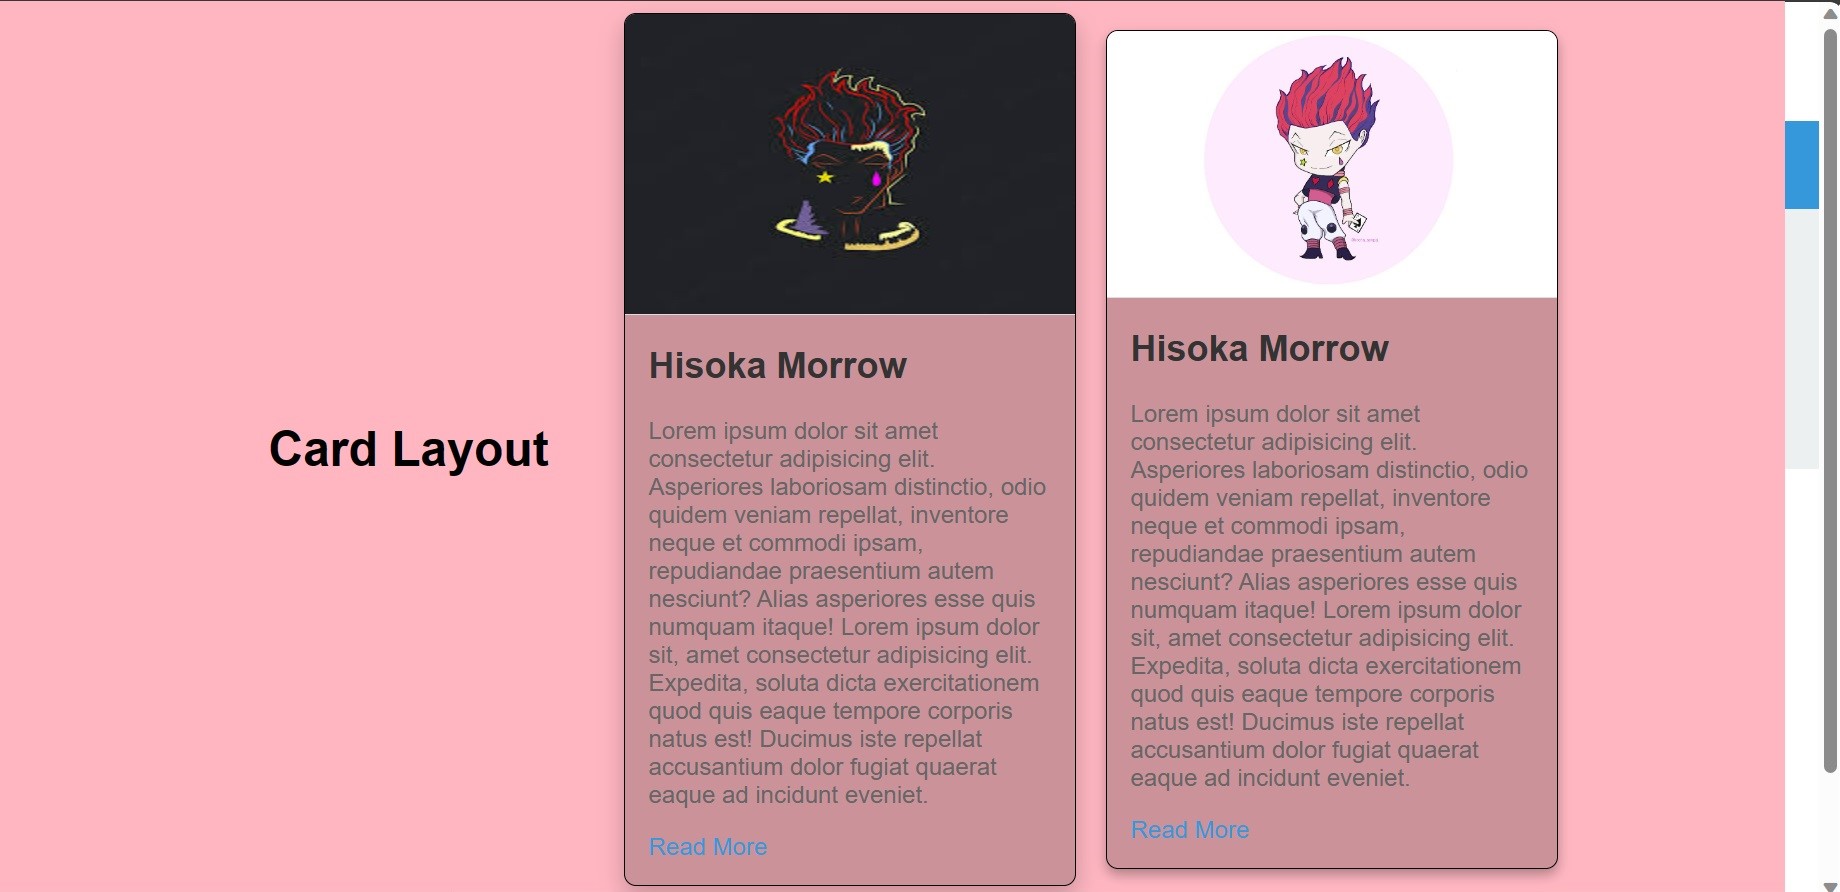 Card Layout
Hisoka Morrow
Lorem ipsum dolor sit amet
consectetur adipisicing elit.
Asperiores laboriosam distinctio, odio
quidem veniam repellat, inventore
neque et commodi ipsam,
repudiandae praesentium autem
nesciunt? Alias asperiores esse quis
numquam itaque! Lorem ipsum dolor
sit, amet consectetur adipisicing elit.
Expedita, soluta dicta exercitationem
quod quis eaque tempore corporis
natus est! Ducimus iste repellat
accusantium dolor fugiat quaerat
eaque ad incidunt eveniet.
Read More
Hisoka Morrow
Lorem ipsum dolor sit amet
consectetur adipisicing elit.
Asperiores laboriosam distinctio, odio
quidem veniam repellat, inventore
neque et commodi ipsam,
repudiandae praesentium autem
nesciunt? Alias asperiores esse quis
numquam itaque! Lorem ipsum dolor
sit, amet consectetur adipisicing elit.
Expedita, soluta dicta exercitationem
quod quis eaque tempore corporis
natus est! Ducimus iste repellat
accusantium dolor fugiat quaerat
eaque ad incidunt eveniet.
Read More